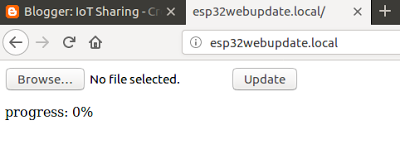 Blogger: IoT Sharing - Cr
esp32webupdate.local/
esp32webupdate.local
Browse... No file selected. Update
progress: 0%